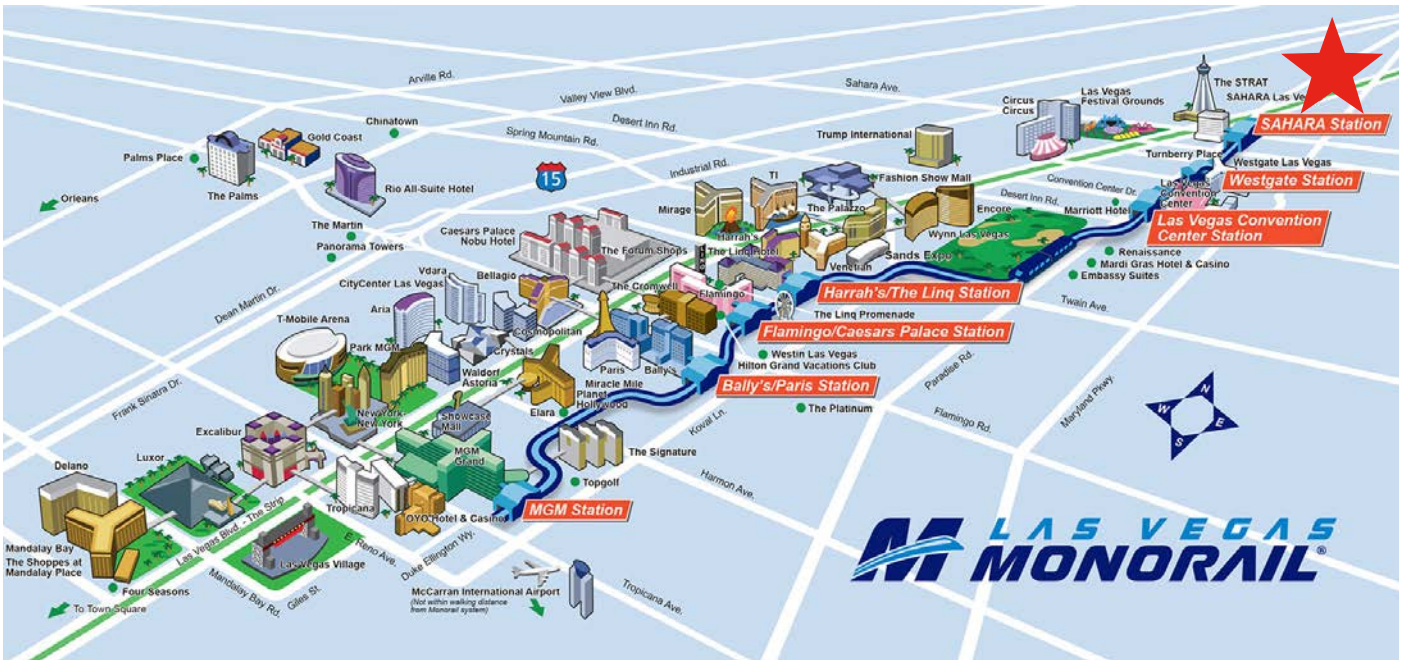 Arville Rd.
Valley View Blvd.
Sahara Ave.
The STRAT
SAHARA Las Ve
SAHARA Station
Circus
Circus
Las Vegas
Festival Grounds
Chinatown
Desert Inn Rd.
Spring Mountain Rd.
Trump International
Palms Place
Gold Coast
The Palms
Rio All-Suite Hotel
15
Industrial Rd.
TI
Fashion Show Mall
Turnberry Place
Westgate Las Vegas
Westgate Station
Convention Center Dr.
Las Vegas
Convention
Center
Desert Inn Rd.
Marriott Hotel
Las Vegas Convention
Center Station
Orleans
The Martin
Panorama Towers
Mirage
The Palazzo
Encore
Wynn Las Vegas
Caesars Palace
Nobu Hotel
The Forum Shops
Harrah's
The Linq Hotel
Venetian
Sands Expo
Renaissance
Mardi Gras Hotel & Casino
Embassy Suites
Vdara
CityCenter Las Vegas
Bellagio
The Cromwell
Flamingo
Harrah's/The Linq Station
The Linq Promenade
Twain Ave.
Dean Martin Dr.
Aria
Cosmopolitan
Flamingo/Caesars Palace Station
T-Mobile Arena
Park MGM
Crystals
Waldorf
Astoria
Paris
Bally's
Westin Las Vegas
Hilton Grand Vacations Club
Bally's/Paris Station
Miracle Mile
Planet
Hollywood
Elara
Paradise Rd.
Maryland Pkwy.
N
W
E
S
Frank Sinatra Dr.
New York-
New York
Showcase
Mall
Koval Ln.
The Platinum
Flamingo Rd.
Excalibur
MGM
Grand
The Signature
Delano
Luxor
Topgolf
Harmon Ave.
Tropicana
OYO Hotel & Casino
MGM Station
Las Vegas Blvd. - The Strip
Mandalay Bay
The Shoppes at
Mandalay Place
Four Seasons
To Town Square
Mandalay Bay Rd.
Giles St.
Las Vegas Village
E. Reno Ave.
Duke Ellington Wy.
McCarran International Airport
(Not within walking distance
from Monorail system)
Tropicana Ave.
M LAS VEGAS
MONORAIL®